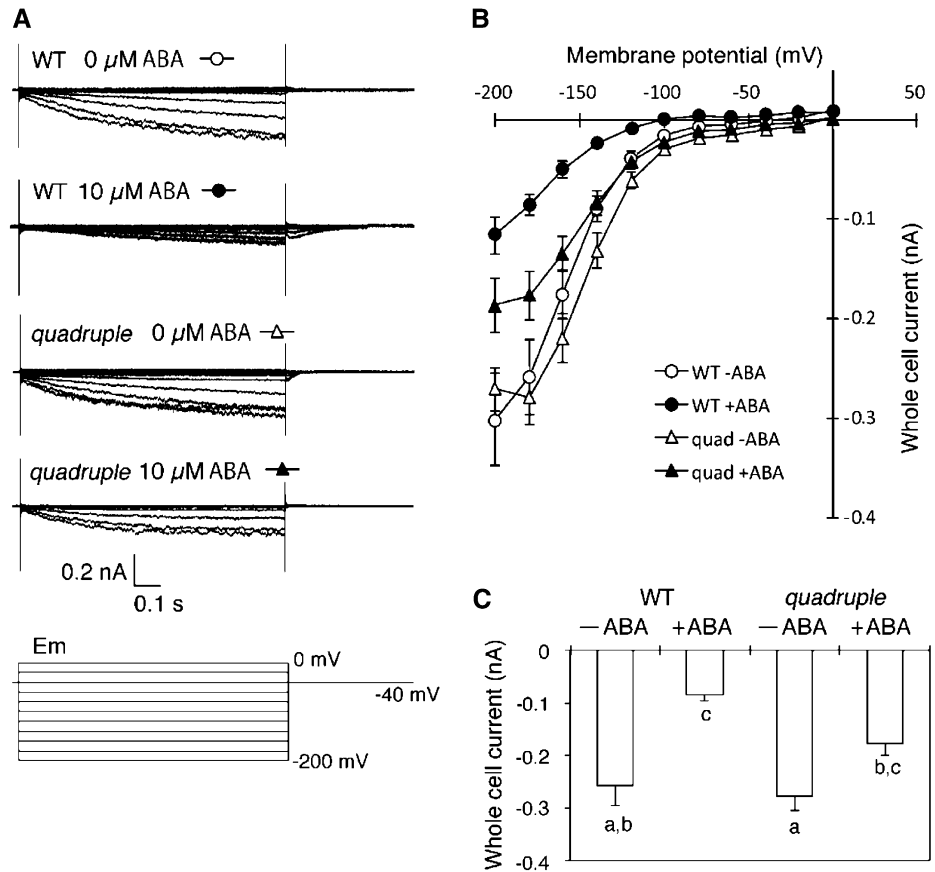 A
WT 0 µM ABA
WT 10 µM ABA
quadruple 0 µM ABA
quadruple 10 µM ABA
0.2 nA
0.1 s
Em
0 mV
-40 mV
-200 mV
B
Membrane potential (mV)
-200 -150 -100 -50 50
-0.1
-0.2
-0.3
-0.4
Whole cell current (nA)
WT -ABA
WT +ABA
quad -ABA
quad +ABA
C
WT quadruple
—ABA +ABA —ABA +ABA
Whole cell current (nA)
0
-0.1
-0.2
-0.3
-0.4
a,b
c
a
b,c